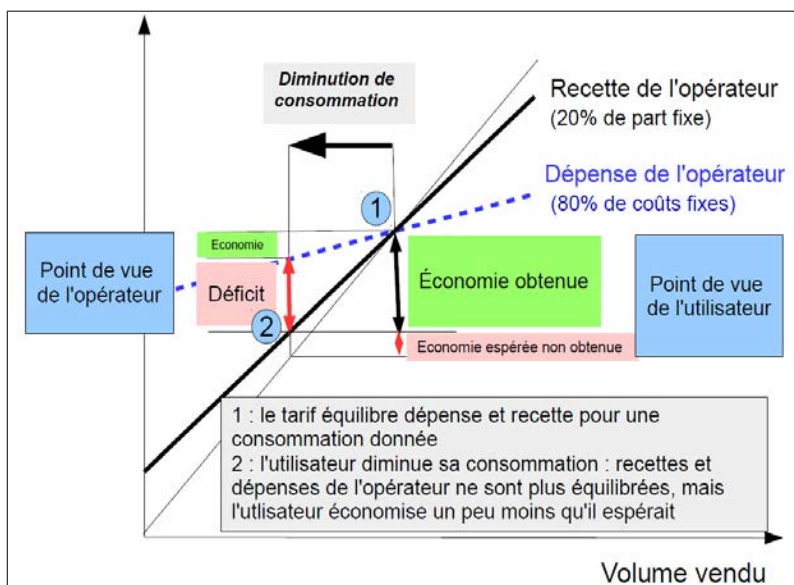 Diminution de
consommation
Recette de l'opérateur
(20% de part fixe)
Dépense de l'opérateur
(80% de coûts fixes)
1
Economie
Point de vue
de l'opérateur
Déficit
Économie obtenue
Point de vue
de l'utilisateur
2
Economie espérée non obtenue
1 : le tarif équilibre dépense et recette pour une
consommation donnée
2 : l'utilisateur diminue sa consommation : recettes et
dépenses de l'opérateur ne sont plus équilibrées, mais
l'utlisateur économise un peu moins qu'il espérait
Volume vendu